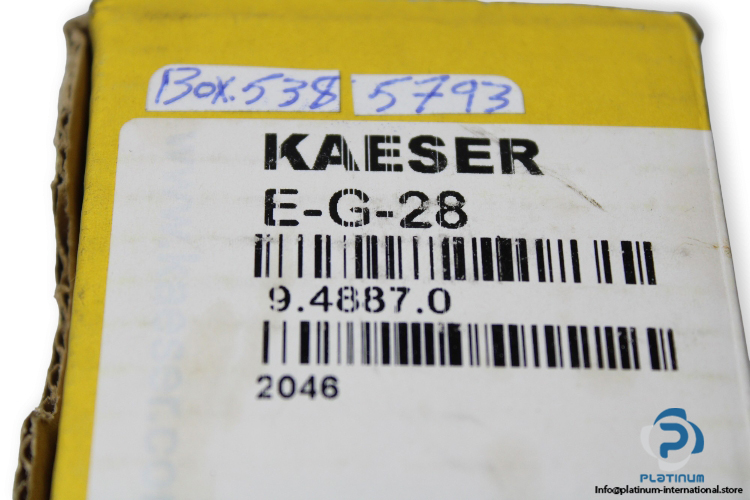 Box.538 5793
KAESER
E-G-28
9.4887.0
2046
PLATINUM
Info@platinum-international.store